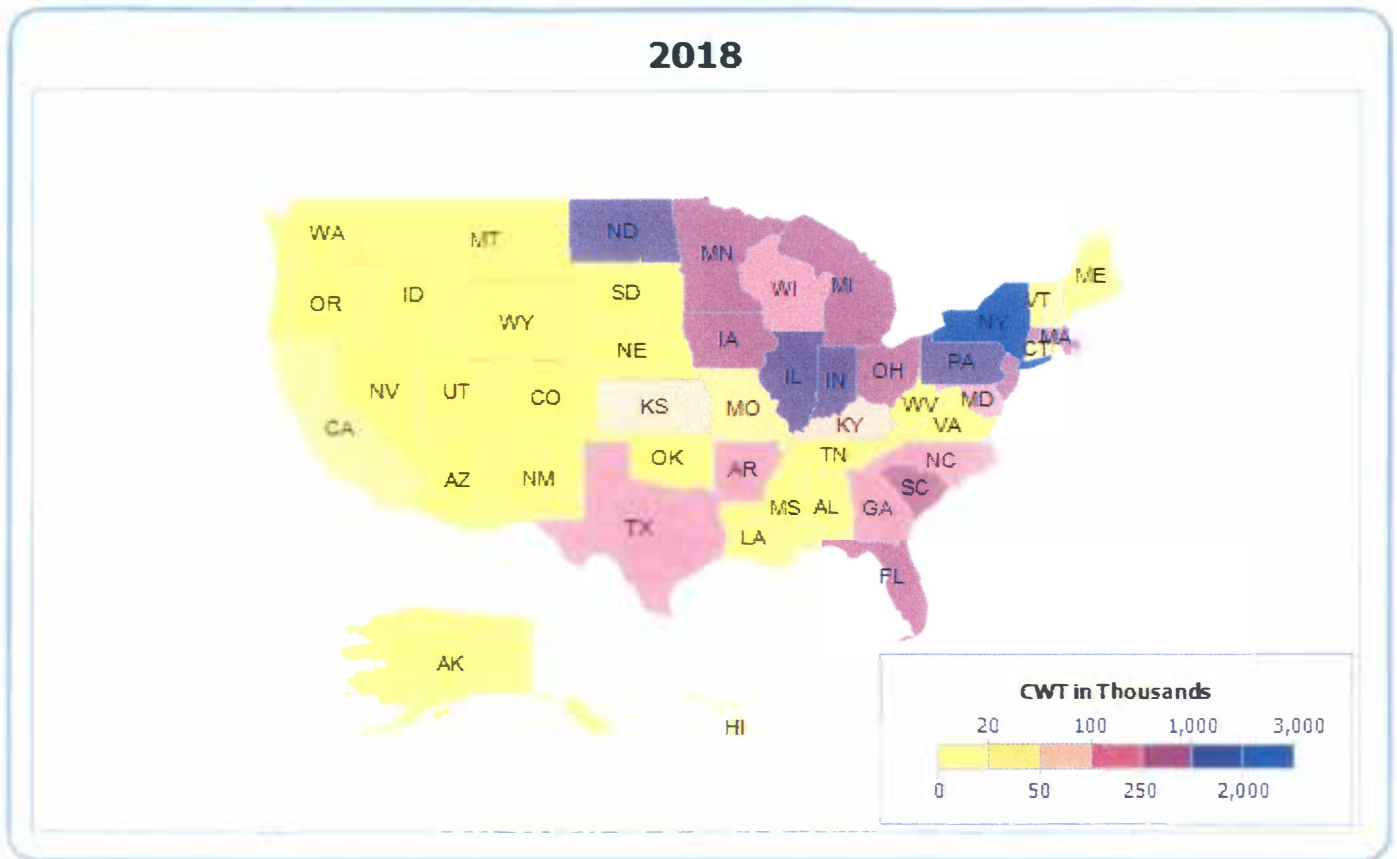 2018
WA
MT
ND
MN
ME
ID
SD
WI
MI
VT
OR
WY
NY
IA
MA
NE
CT
IL
IN
OH
PA
NV
UT
CO
KS
MO
WV
MD
CA
KY
VA
OK
TN
NC
AZ
NM
AR
SC
MS
AL
GA
TX
LA
FL
AK
HI
CWT in Thousands
20 100 1,000 3,000
0 50 250 2,000